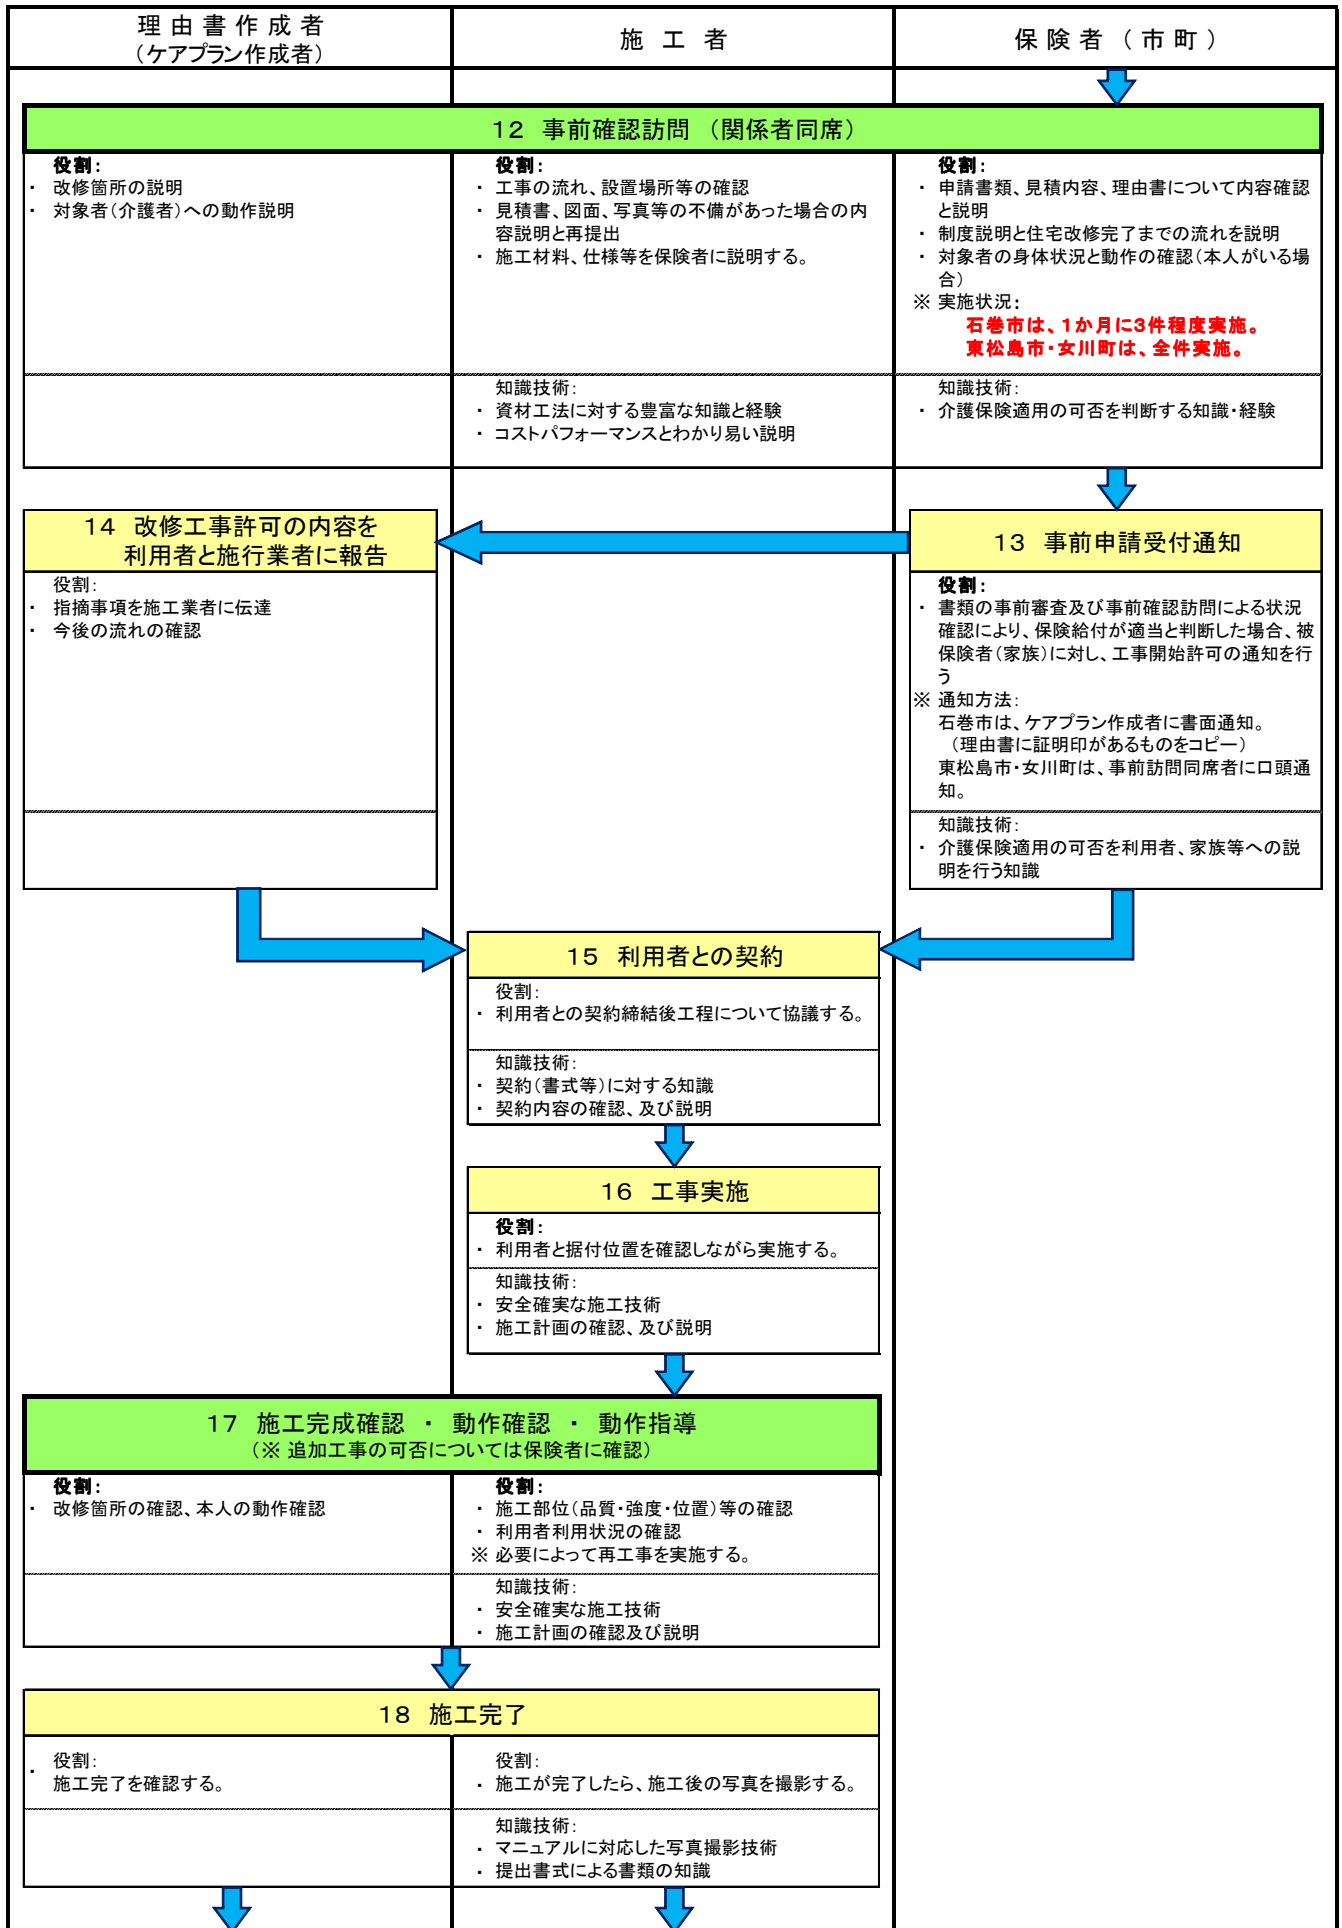 理由書作成者
(ケアプラン作成者)
施工者
保険者(市町)
12 事前確認訪問 (関係者同席)
役割:
・ 改修箇所の説明
・ 対象者(介護者)への動作説明
役割:
・ 工事の流れ、設置場所等の確認
・ 見積書、図面、写真等の不備があった場合の内
容説明と再提出
・ 施工材料、仕様等を保険者に説明する。
役割:
・ 申請書類、見積内容、理由書について内容確認
と説明
・ 制度説明と住宅改修完了までの流れを説明
・ 対象者の身体状況と動作の確認(本人がいる場
合)
※ 実施状況:
石巻市は、1か月に3件程度実施。
東松島市・女川町は、全件実施。
知識技術:
・ 資材工法に対する豊富な知識と経験
・ コストパフォーマンスとわかり易い説明
知識技術:
・ 介護保険適用の可否を判断する知識・経験
14 改修工事許可の内容を
利用者と施行業者に報告
役割:
・ 指摘事項を施工業者に伝達
・ 今後の流れの確認
13 事前申請受付通知
役割:
・ 書類の事前審査及び事前確認訪問による状況
確認により、保険給付が適当と判断した場合、被
保険者(家族)に対し、工事開始許可の通知を行
う
※ 通知方法:
石巻市は、ケアプラン作成者に書面通知。
(理由書に証明印があるものをコピー)
東松島市・女川町は、事前訪問同席者に口頭通
知。
知識技術:
・ 介護保険適用の可否を利用者、家族等への説
明を行う知識
15 利用者との契約
役割:
・ 利用者との契約締結後工程について協議する。
知識技術:
・ 契約(書式等)に対する知識
・ 契約内容の確認、及び説明
16 工事実施
役割:
・ 利用者と据付位置を確認しながら実施する。
知識技術:
・ 安全確実な施工技術
・ 施工計画の確認、及び説明
17 施工完成確認 ・ 動作確認 ・ 動作指導
(※ 追加工事の可否については保険者に確認)
役割:
・ 改修箇所の確認、本人の動作確認
役割:
・ 施工部位(品質・強度・位置)等の確認
・ 利用者利用状況の確認
※ 必要によって再工事を実施する。
知識技術:
・ 安全確実な施工技術
・ 施工計画の確認及び説明
18 施工完了
役割:
・ 施工完了を確認する。
役割:
・ 施工が完了したら、施工後の写真を撮影する。
知識技術:
・ マニュアルに対応した写真撮影技術
・ 提出書式による書類の知識